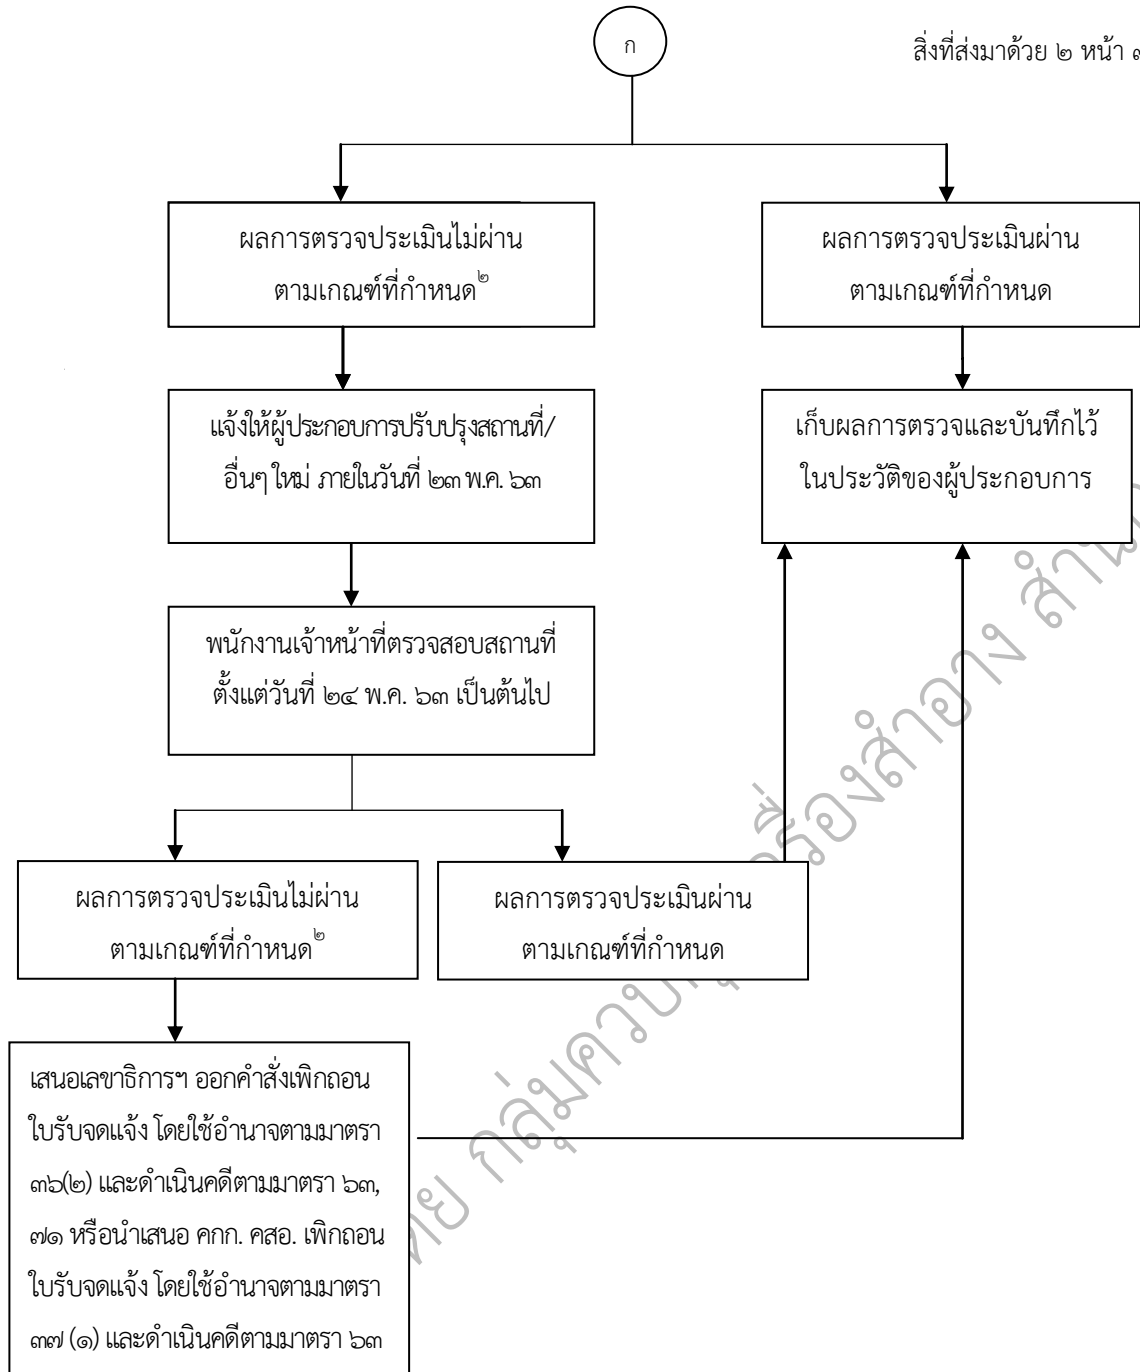 ก
สิ่งที่ส่งมาด้วย ๒ หน้า
ผลการตรวจประเมินไม่ผ่าน
ตามเกณฑ์ที่กำหนด๒
ผลการตรวจประเมินผ่าน
ตามเกณฑ์ที่กำหนด
แจ้งให้ผู้ประกอบการปรับปรุงสถานที่/
อื่นๆ ใหม่ ภายในวันที่ ๒๓ พ.ค. ๖๓
เก็บผลการตรวจและบันทึกไว้
ในประวัติของผู้ประกอบการ
พนักงานเจ้าหน้าที่ตรวจสอบสถานที่
ตั้งแต่วันที่ ๒๔ พ.ค. ๖๓ เป็นต้นไป
ผลการตรวจประเมินไม่ผ่าน
ตามเกณฑ์ที่กำหนด๒
ผลการตรวจประเมินผ่าน
ตามเกณฑ์ที่กำหนด
เสนอเลขาธิการฯ ออกคำสั่งเพิกถอน
ใบรับจดแจ้ง โดยใช้อำนาจตามมาตรา
๓๖(๒) และดำเนินคดีตามมาตรา ๖๓,
๗๑ หรือนำเสนอ คกก. คสอ. เพิกถอน
ใบรับจดแจ้ง โดยใช้อำนาจตามมาตรา
๓๗ (๑) และดำเนินคดีตามมาตรา ๖๓